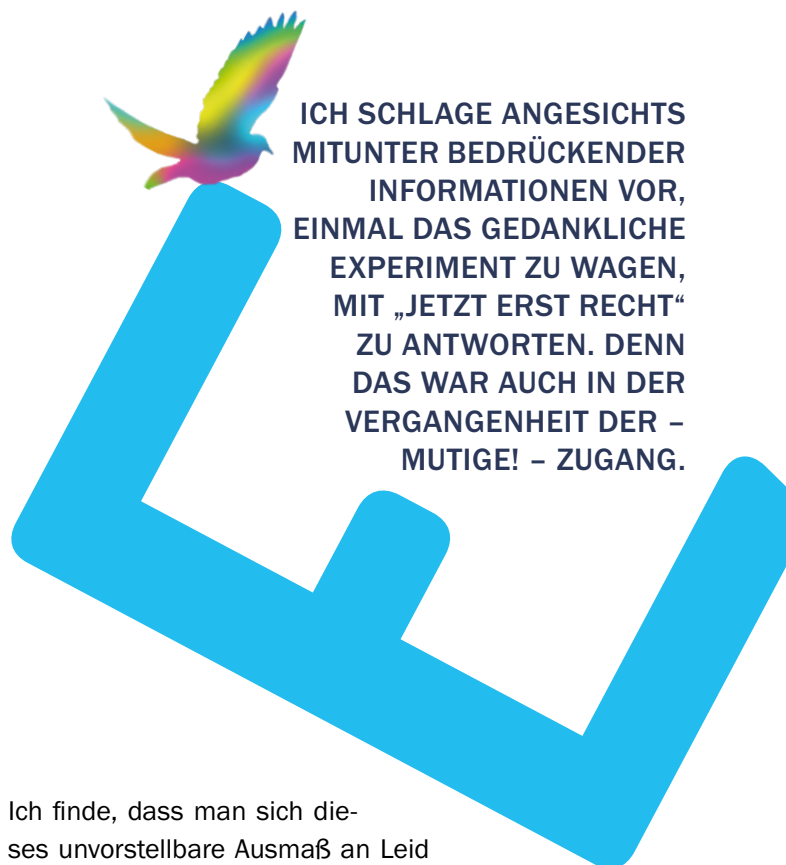 ICH SCHLAGE ANGESICHTS
MITUNTER BEDRÜCKENDER
INFORMATIONEN VOR,
EINMAL DAS GEDANKLICHE
EXPERIMENT ZU WAGEN,
MIT „JETZT ERST RECHT“
ZU ANTWORTEN. DENN
DAS WAR AUCH IN DER
VERGANGENHEIT DER –
MUTIGE! – ZUGANG.
Ich finde, dass man sich die-
ses unvorstellbare Ausmaß an Leid